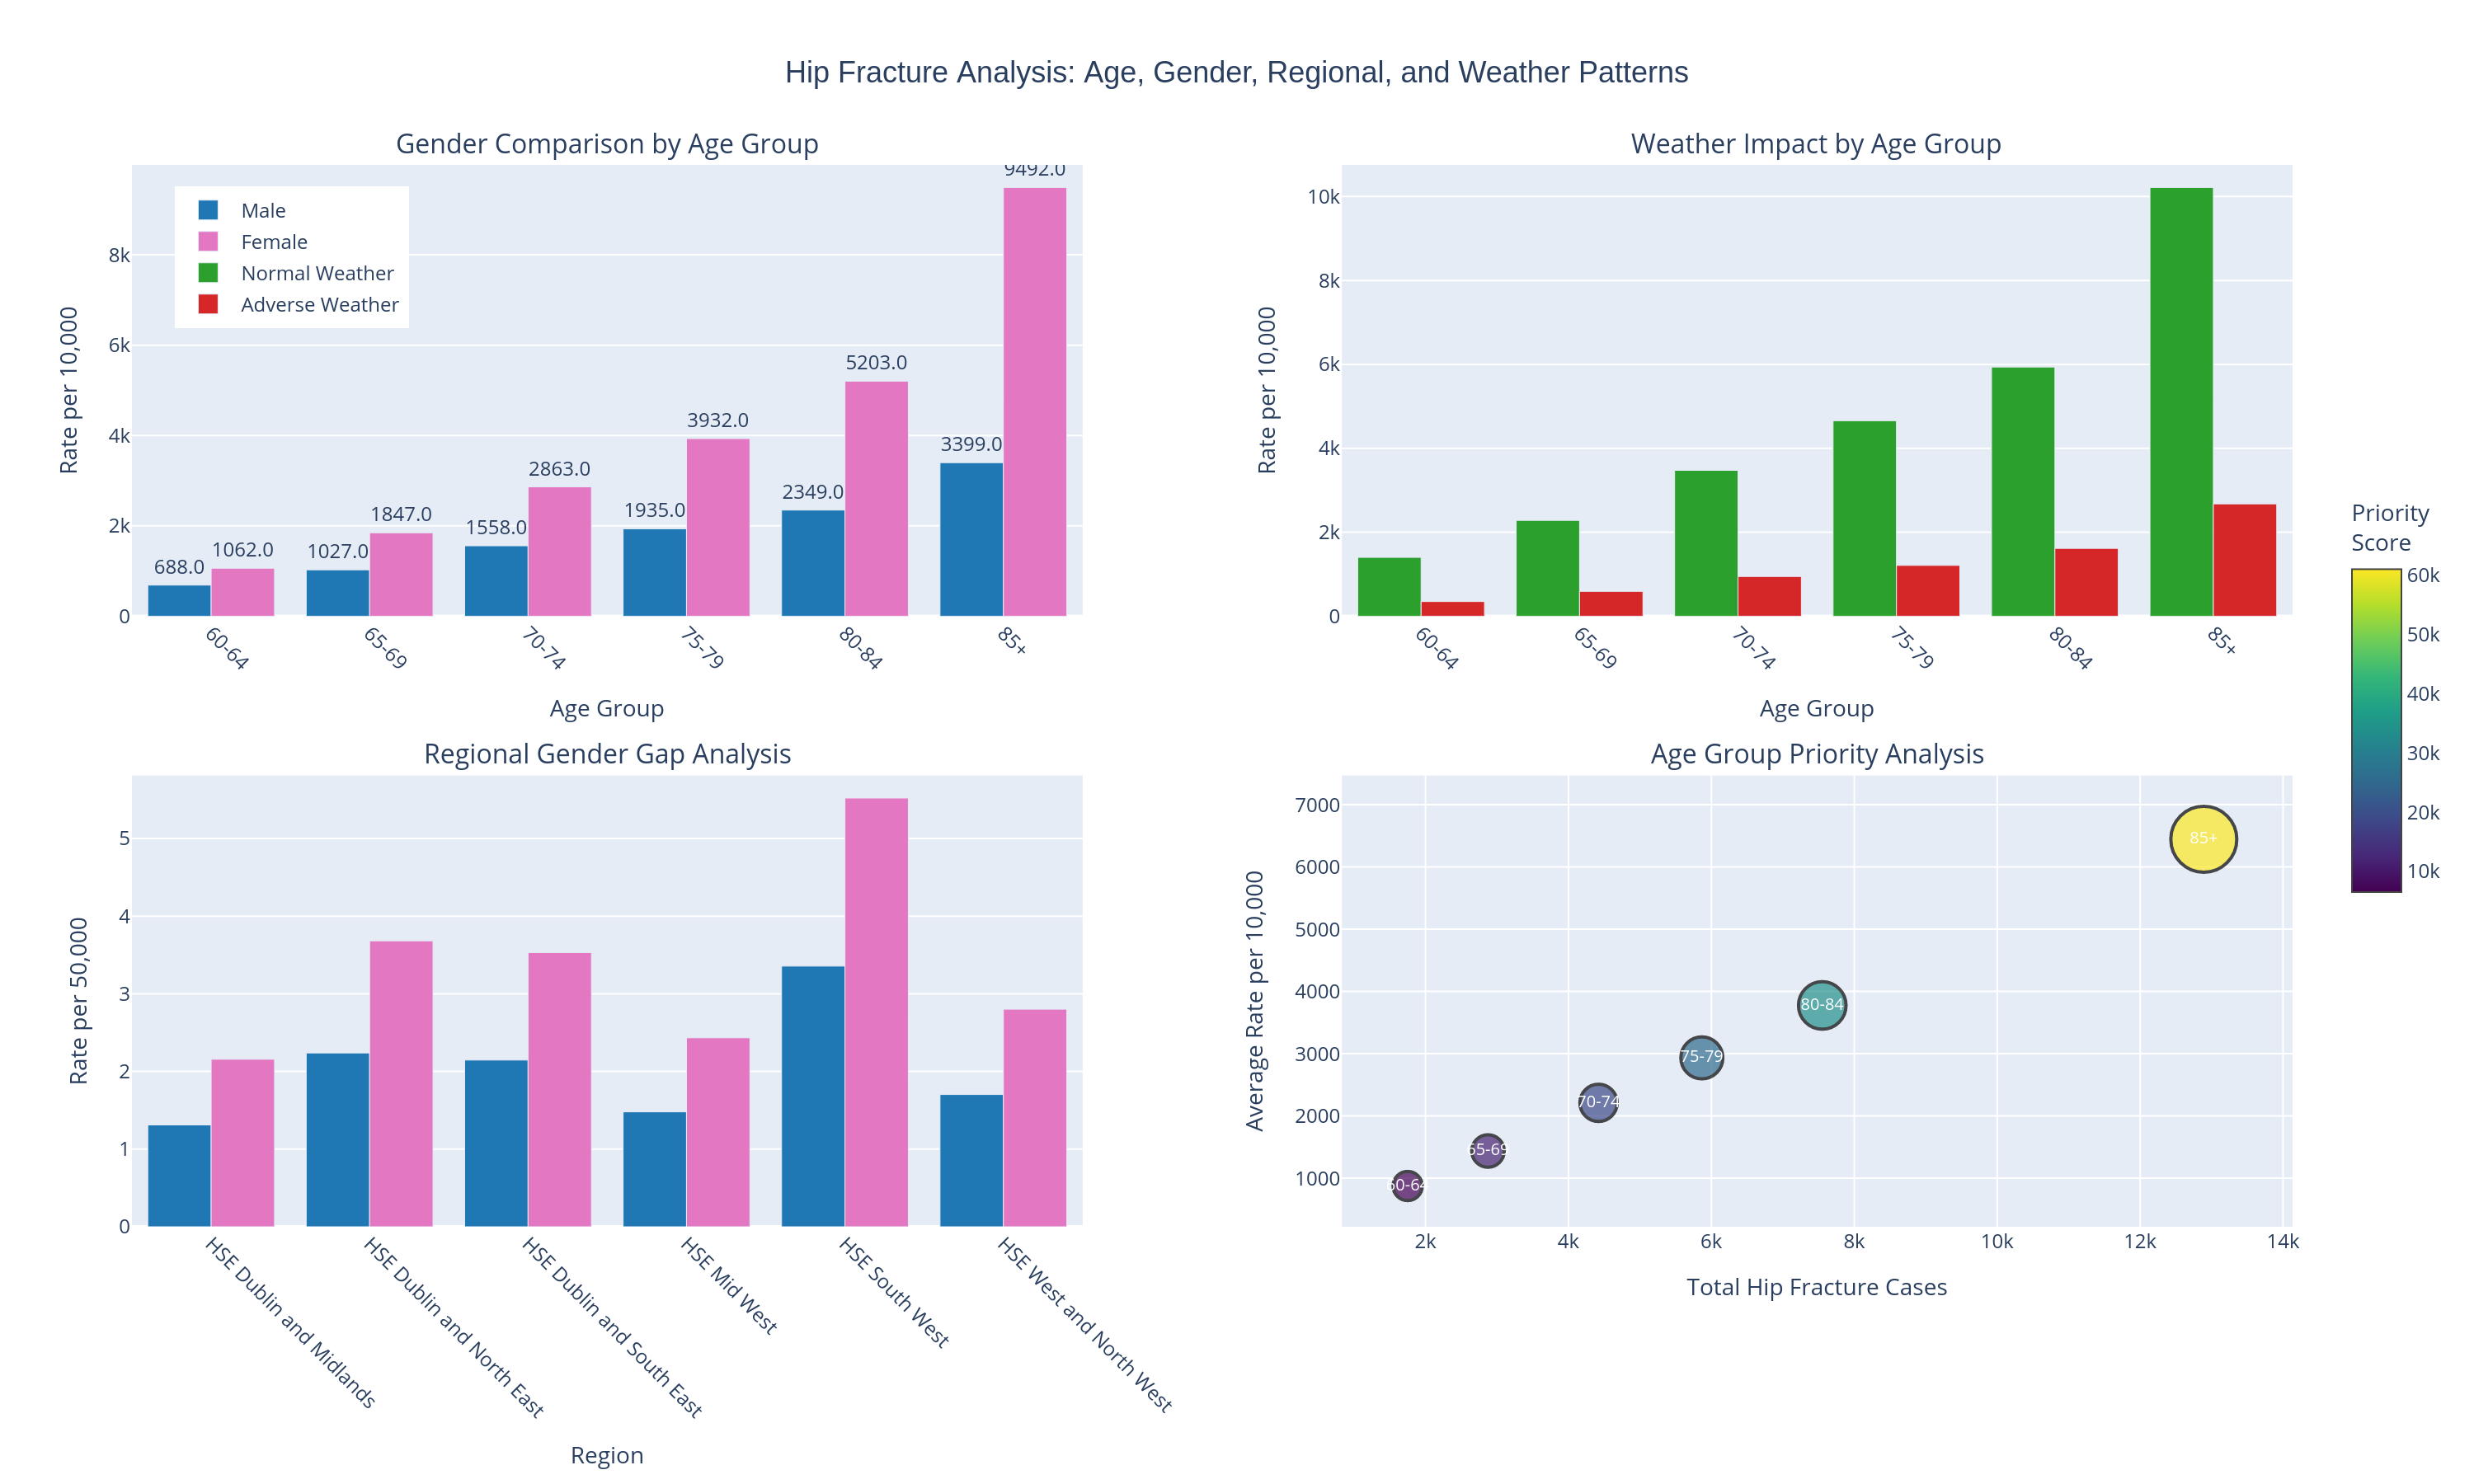 Hip Fracture Analysis: Age, Gender, Regional, and Weather Patterns
Gender Comparison by Age Group
Rate per 10,000
8k
6k
4k
2k
0
Male
Female
Normal Weather
Adverse Weather
688.0
1062.0
1027.0
1847.0
1558.0
2863.0
1935.0
3932.0
2349.0
5203.0
3399.0
9492.0
60-64
65-69
70-74
75-79
80-84
85+
Age Group
Weather Impact by Age Group
Rate per 10,000
10k
8k
6k
4k
2k
0
60-64
65-69
70-74
75-79
80-84
85+
Age Group
Priority
Score
60k
50k
40k
30k
20k
10k
Regional Gender Gap Analysis
Rate per 50,000
5
4
3
2
1
0
HSE Dublin and Midlands
HSE Dublin and North East
HSE Dublin and South East
HSE Mid West
HSE South West
HSE West and North West
Region
Age Group Priority Analysis
Average Rate per 10,000
7000
6000
5000
4000
3000
2000
1000
60-64
65-69
70-74
75-79
80-84
85+
2k
4k
6k
8k
10k
12k
14k
Total Hip Fracture Cases